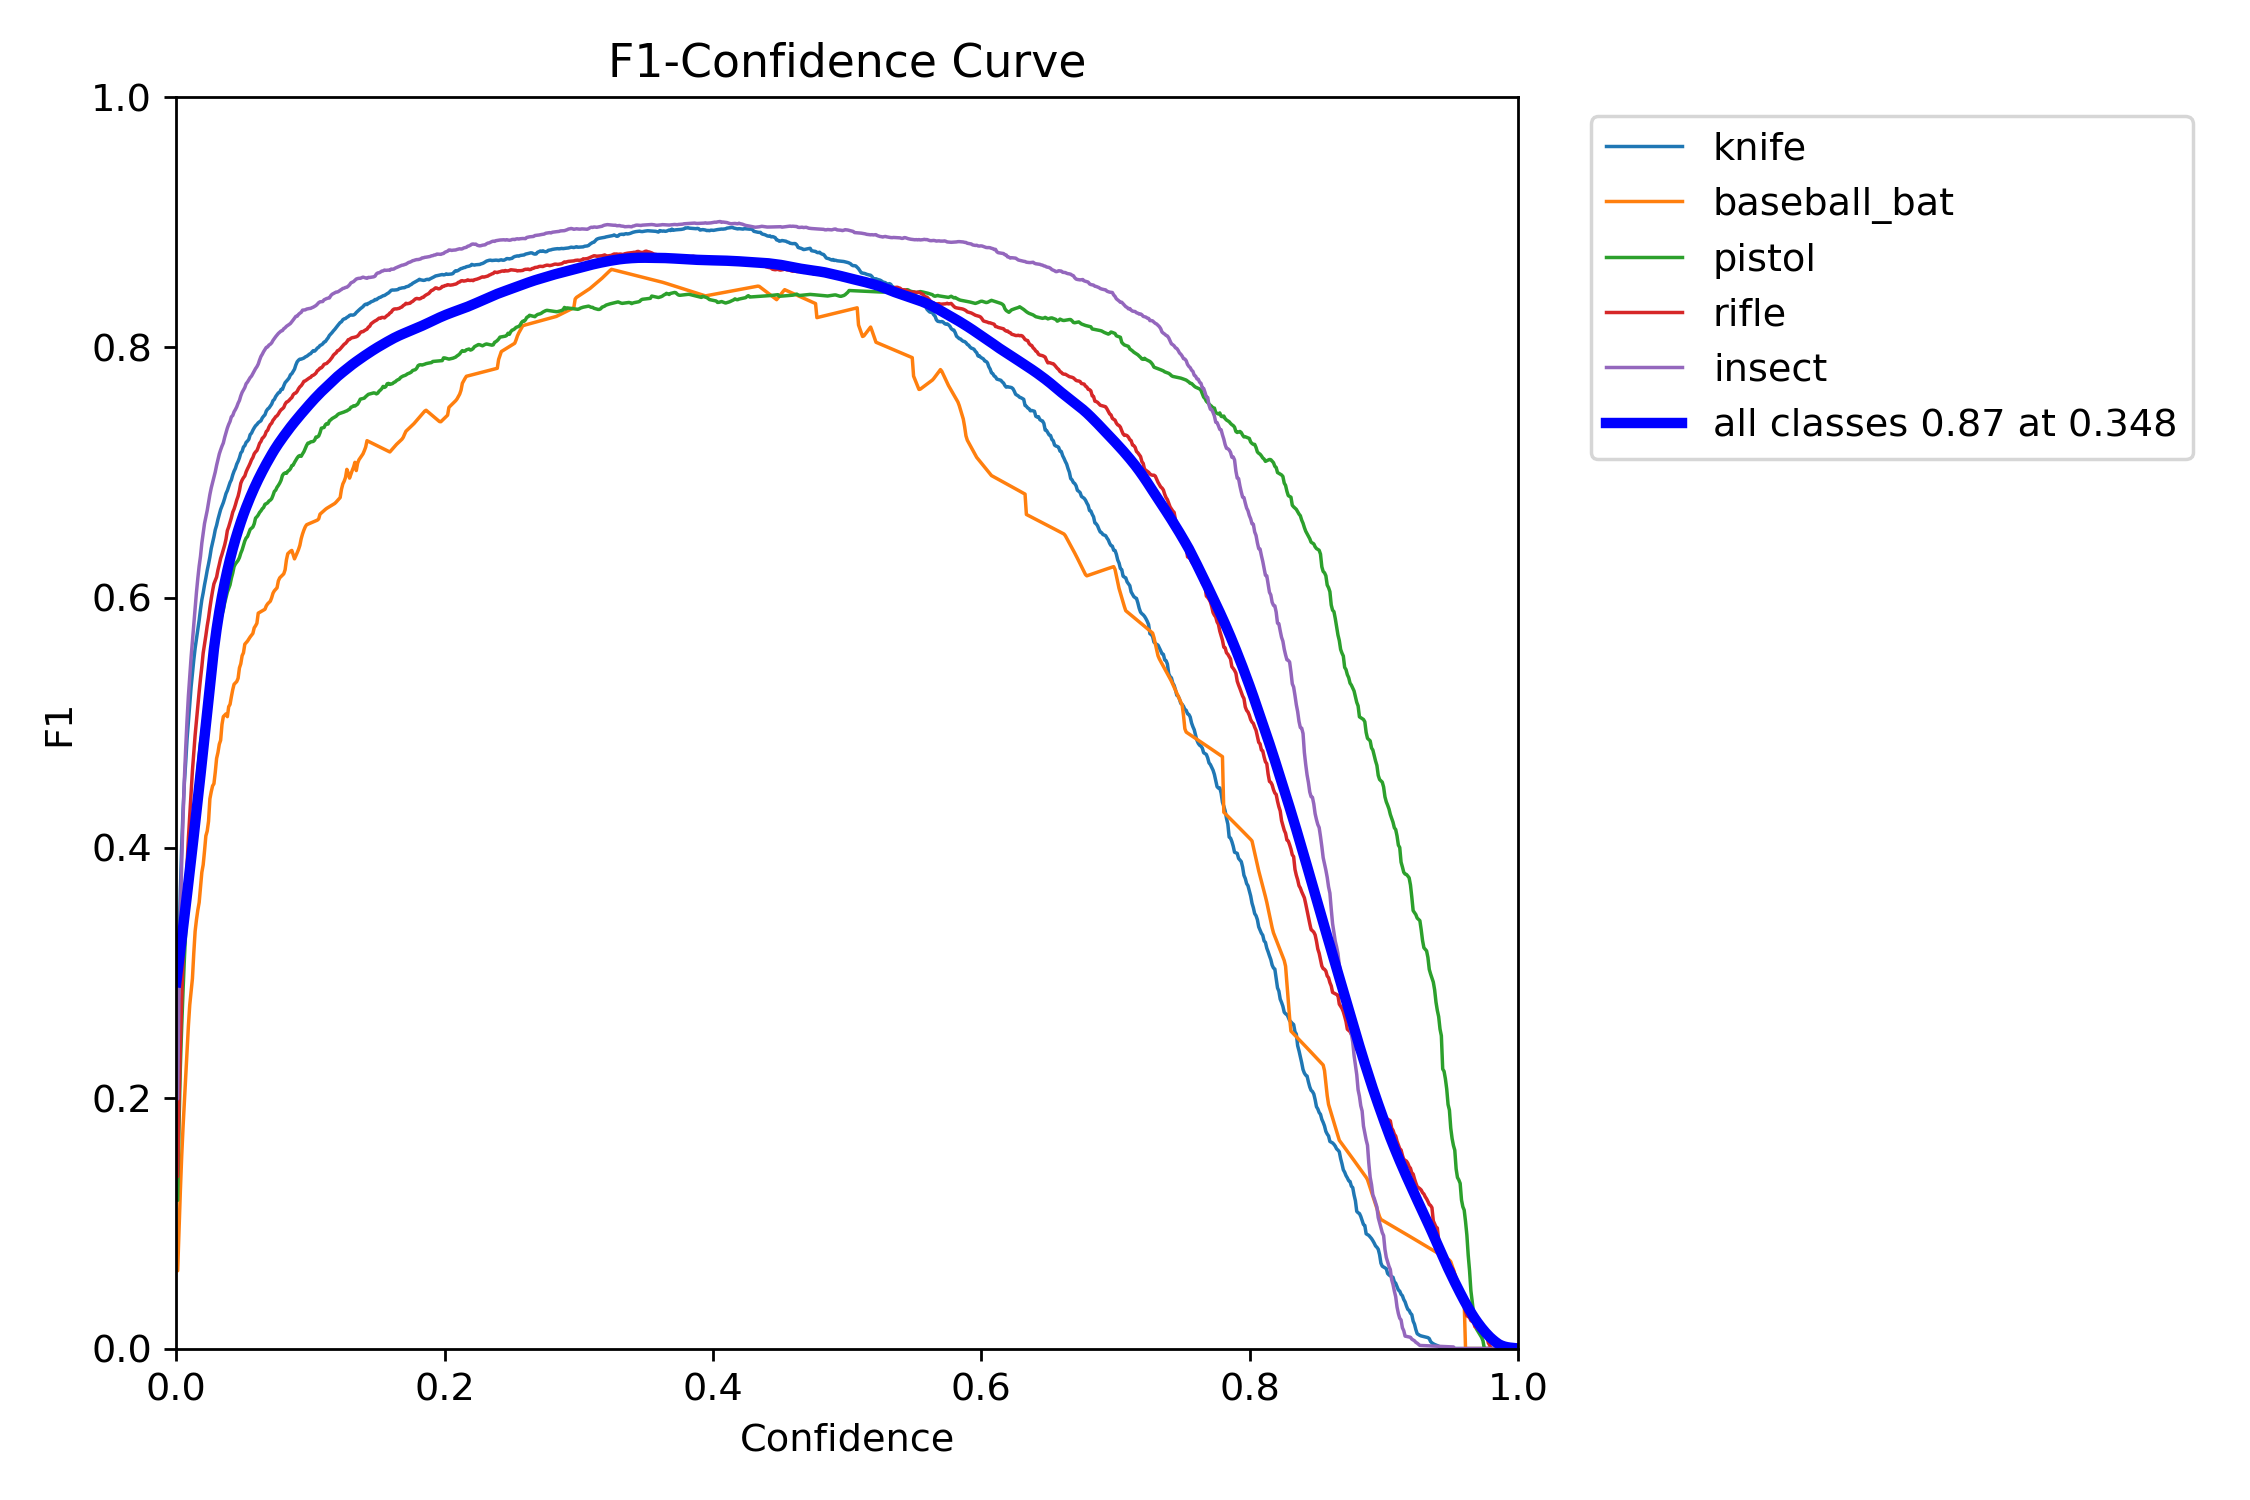 F1-Confidence Curve
1.0
0.8
0.6
0.4
0.2
0.0
F1
0.0 0.2 0.4 0.6 0.8 1.0
Confidence
knife
baseball_bat
pistol
rifle
insect
all classes 0.87 at 0.348